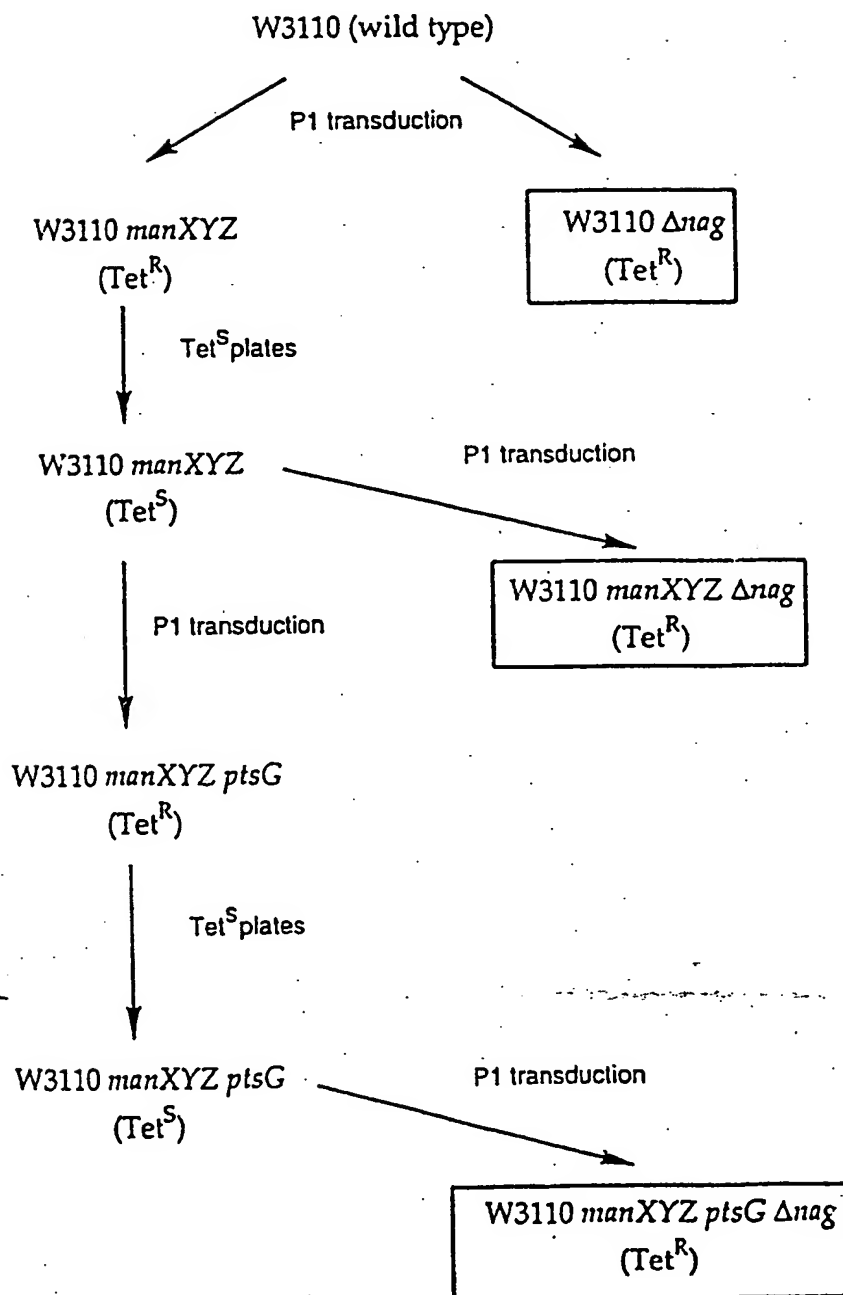 W3110 (wild type)
P1 transduction
W3110 manXYZ
(Tet^R)
W3110 Δnag
(Tet^R)
Tet^S plates
W3110 manXYZ
(Tet^S)
P1 transduction
W3110 manXYZ Δnag
(Tet^R)
P1 transduction
W3110 manXYZ ptsG
(Tet^R)
Tet^S plates
W3110 manXYZ ptsG
(Tet^S)
P1 transduction
W3110 manXYZ ptsG Δnag
(Tet^R)